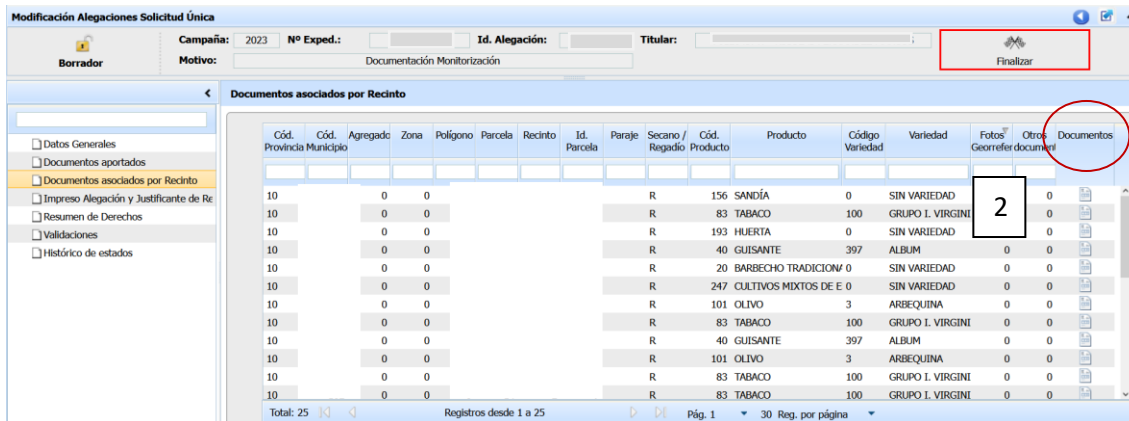 Modificación Alegaciones Solicitud Única
Campaña: 2023 Nº Exped.: Id. Alegación: Titular:
Borrador Motivo: Documentación Monitorización Finalizar
Documentos asociados por Recinto
Datos Generales
Documentos aportados
Documentos asociados por Recinto
Impreso Alegación y Justificante de Re
Resumen de Derechos
Validaciones
Histórico de estados
Cód. Provincia Cód. Municipio Agregado Zona Polígono Parcela Recinto Id. Parcela Paraje Secano / Regadío Cód. Producto Producto Código Variedad Variedad Fotos Georrefer Otros document Documentos
10 0 0 R 156 SANDÍA 0 SIN VARIEDAD 0
10 0 0 R 83 TABACO 100 GRUPO I. VIRGINI 0
10 0 0 R 193 HUERTA 0 SIN VARIEDAD 0
2
10 0 0 R 40 GUISANTE 397 ALBUM 0 0
10 0 0 R 20 BARBECHO TRADICIONA 0 SIN VARIEDAD 0 0
10 0 0 R 247 CULTIVOS MIXTOS DE E 0 SIN VARIEDAD 0 0
10 0 0 R 101 OLIVO 3 ARBEQUINA 0 0
10 0 0 R 83 TABACO 100 GRUPO I. VIRGINI 0 0
10 0 0 R 40 GUISANTE 397 ALBUM 0 0
10 0 0 R 101 OLIVO 3 ARBEQUINA 0 0
10 0 0 R 83 TABACO 100 GRUPO I. VIRGINI 0 0
10 0 0 R 83 TABACO 100 GRUPO I. VIRGINI 0 0
Total: 25 Registros desde 1 a 25 Pág. 1 30 Reg. por página